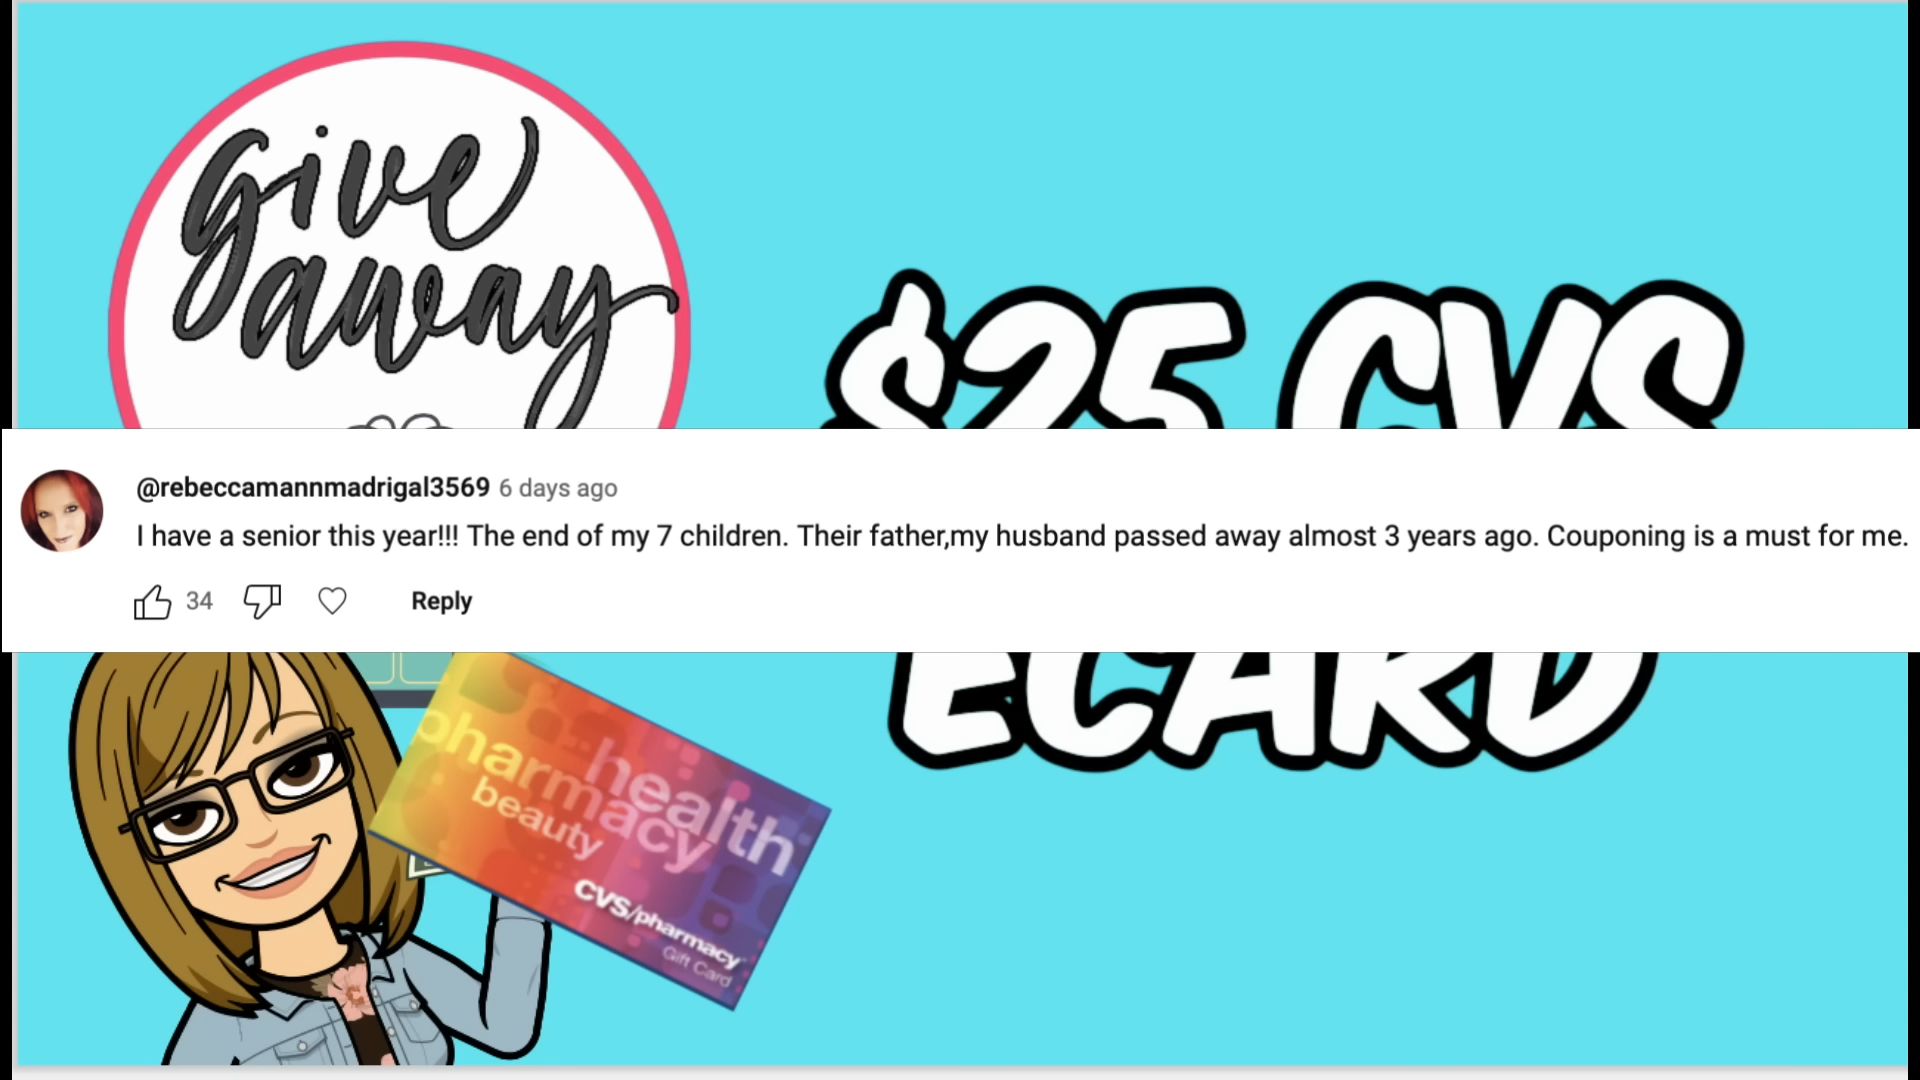 give
away
$25 CVS
@rebeccamannmadrigal3569 6 days ago
I have a senior this year!!! The end of my 7 children. Their father,my husband passed away almost 3 years ago. Couponing is a must for me.
34
Reply
ECARD
health
pharmacy
beauty
CVS/pharmacy
Gift Card